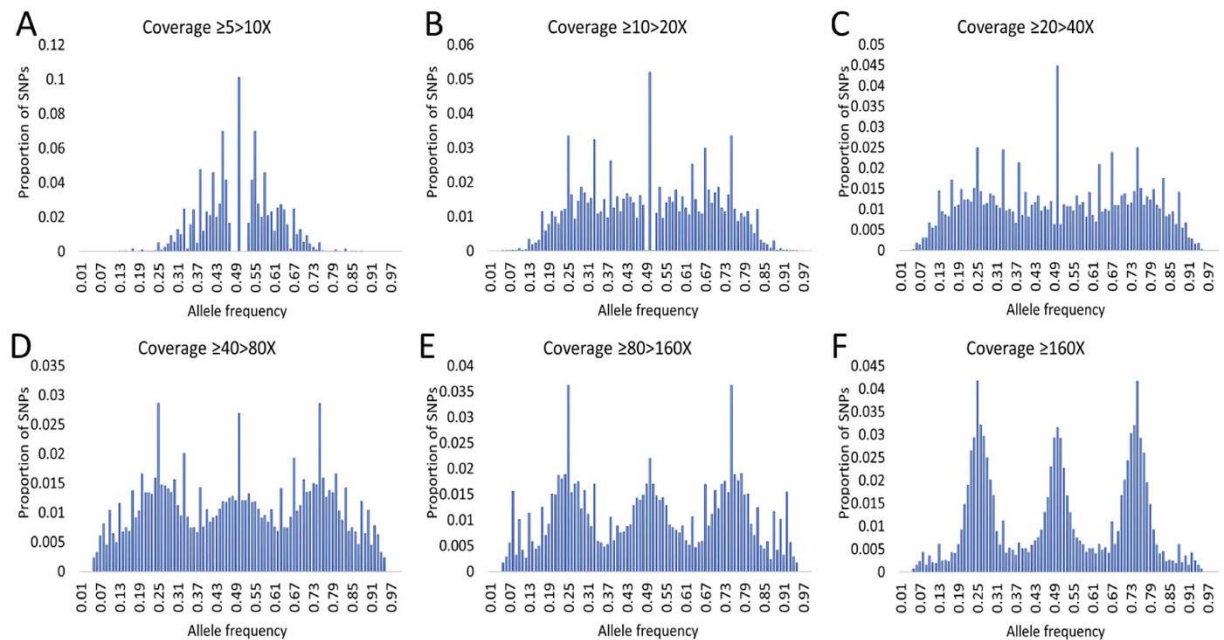 A
Coverage ≥5>10X
Proportion of SNPs
0.12
0.1
0.08
0.06
0.04
0.02
0
0.01 0.07 0.13 0.19 0.25 0.31 0.37 0.43 0.49 0.55 0.61 0.67 0.73 0.79 0.85 0.91 0.97
Allele frequency
B
Coverage ≥10>20X
Proportion of SNPs
0.06
0.05
0.04
0.03
0.02
0.01
0
0.01 0.07 0.13 0.19 0.25 0.31 0.37 0.43 0.49 0.55 0.61 0.67 0.73 0.79 0.85 0.91 0.97
Allele frequency
C
Coverage ≥20>40X
Proportion of SNPs
0.05
0.045
0.04
0.035
0.03
0.025
0.02
0.015
0.01
0.005
0
0.01 0.07 0.13 0.19 0.25 0.31 0.37 0.43 0.49 0.55 0.61 0.67 0.73 0.79 0.85 0.91 0.97
Allele frequency
D
Coverage ≥40>80X
Proportion of SNPs
0.035
0.03
0.025
0.02
0.015
0.01
0.005
0
0.01 0.07 0.13 0.19 0.25 0.31 0.37 0.43 0.49 0.55 0.61 0.67 0.73 0.79 0.85 0.91 0.97
Allele frequency
E
Coverage ≥80>160X
Proportion of SNPs
0.04
0.035
0.03
0.025
0.02
0.015
0.01
0.005
0
0.01 0.07 0.13 0.19 0.25 0.31 0.37 0.43 0.49 0.55 0.61 0.67 0.73 0.79 0.85 0.91 0.97
Allele frequency
F
Coverage ≥160X
Proportion of SNPs
0.045
0.04
0.035
0.03
0.025
0.02
0.015
0.01
0.005
0
0.01 0.07 0.13 0.19 0.25 0.31 0.37 0.43 0.49 0.55 0.61 0.67 0.73 0.79 0.85 0.91 0.97
Allele frequency